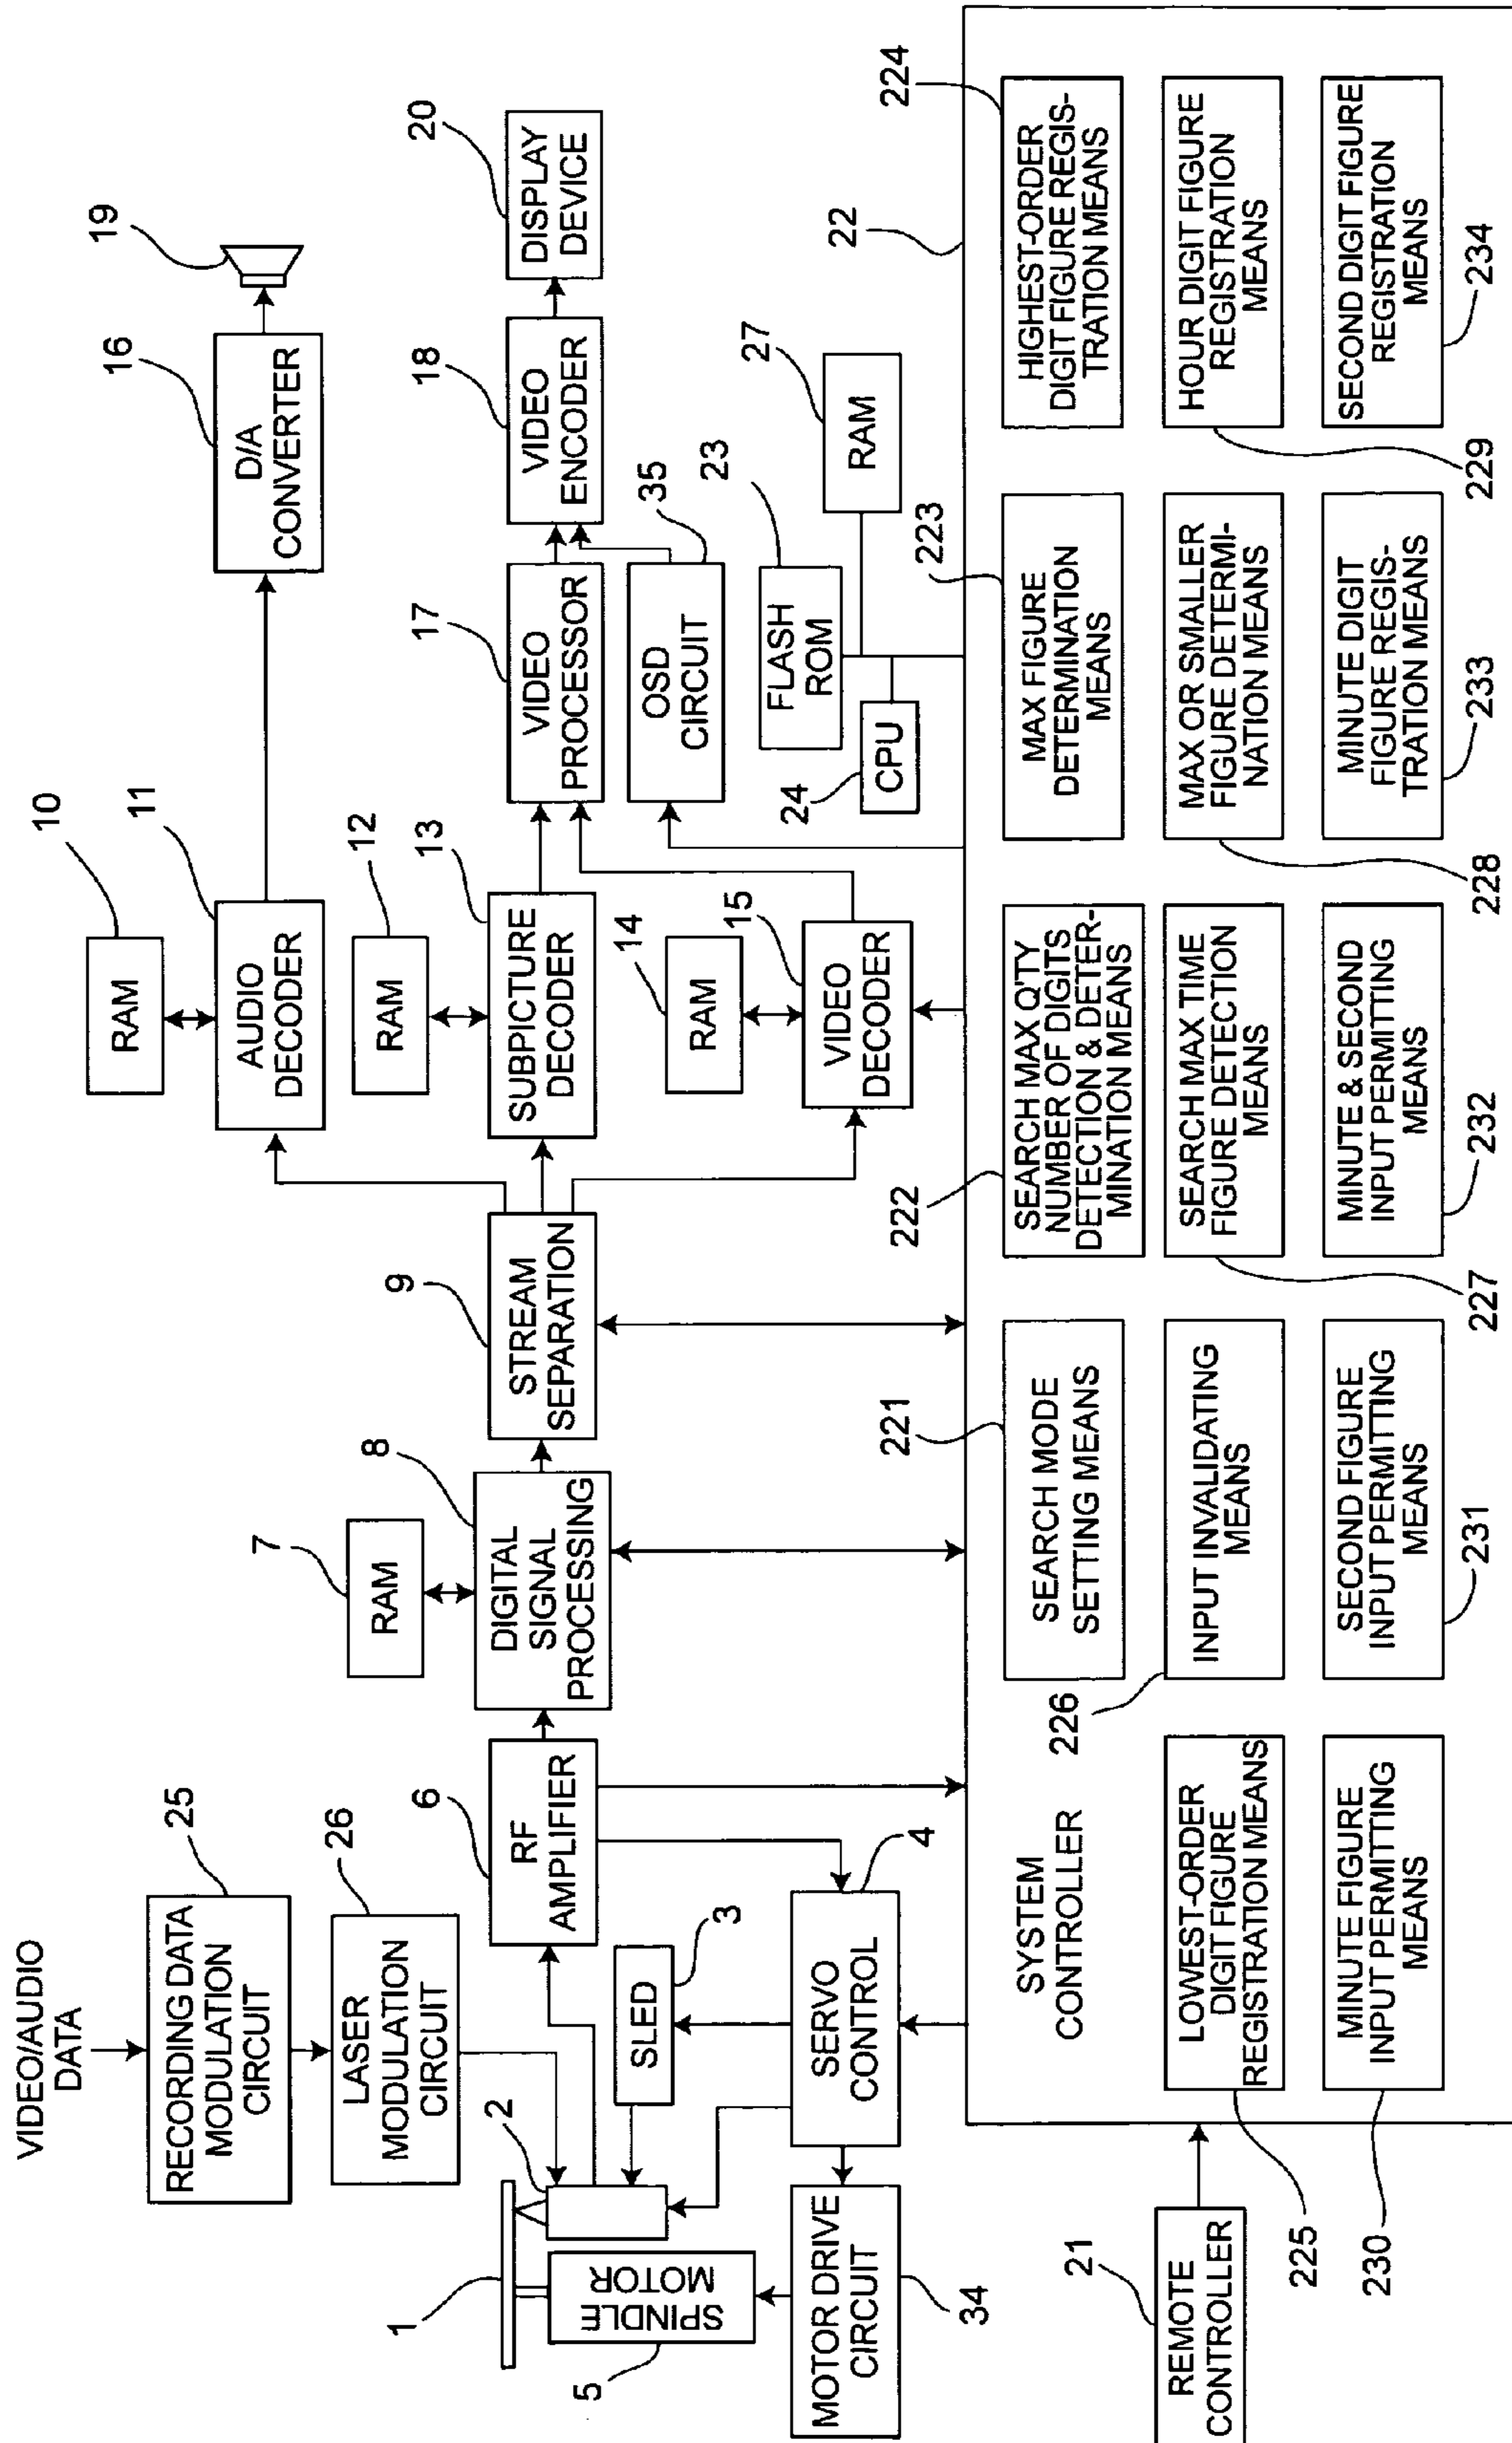 VIDEO/AUDIO
DATA
25
RECORDING DATA
MODULATION
CIRCUIT
26
LASER
MODULATION
CIRCUIT
1
2
SPINDLE
MOTOR
5
3
SLED
4
SERVO
CONTROL
MOTOR DRIVE
CIRCUIT
34
6
RF
AMPLIFIER
7
RAM
8
DIGITAL
SIGNAL
PROCESSING
9
STREAM
SEPARATION
10
RAM
11
AUDIO
DECODER
12
RAM
13
SUBPICTURE
DECODER
14
RAM
15
VIDEO
DECODER
16
D/A
CONVERTER
19
17
VIDEO
PROCESSOR
18
VIDEO
ENCODER
20
DISPLAY
DEVICE
35
OSD
CIRCUIT
23
FLASH
ROM
24
CPU
27
RAM
22
21
REMOTE
CONTROLLER
SYSTEM
CONTROLLER
221
SEARCH MODE
SETTING MEANS
222
SEARCH MAX Q'TY
NUMBER OF DIGITS
DETECTION & DETER-
MINATION MEANS
223
MAX FIGURE
DETERMINATION
MEANS
224
HIGHEST-ORDER
DIGIT FIGURE REGIS-
TRATION MEANS
LOWEST-ORDER
DIGIT FIGURE
REGISTRATION MEANS
225
226
INPUT INVALIDATING
MEANS
SEARCH MAX TIME
FIGURE DETECTION
MEANS
227
MAX OR SMALLER
FIGURE DETERMI-
NATION MEANS
228
HOUR DIGIT FIGURE
REGISTRATION
MEANS
229
MINUTE FIGURE
INPUT PERMITTING
MEANS
230
SECOND FIGURE
INPUT PERMITTING
MEANS
231
MINUTE & SECOND
INPUT PERMITTING
MEANS
232
MINUTE DIGIT
FIGURE REGIS-
TRATION MEANS
233
SECOND DIGIT FIGURE
REGISTRATION
MEANS
234